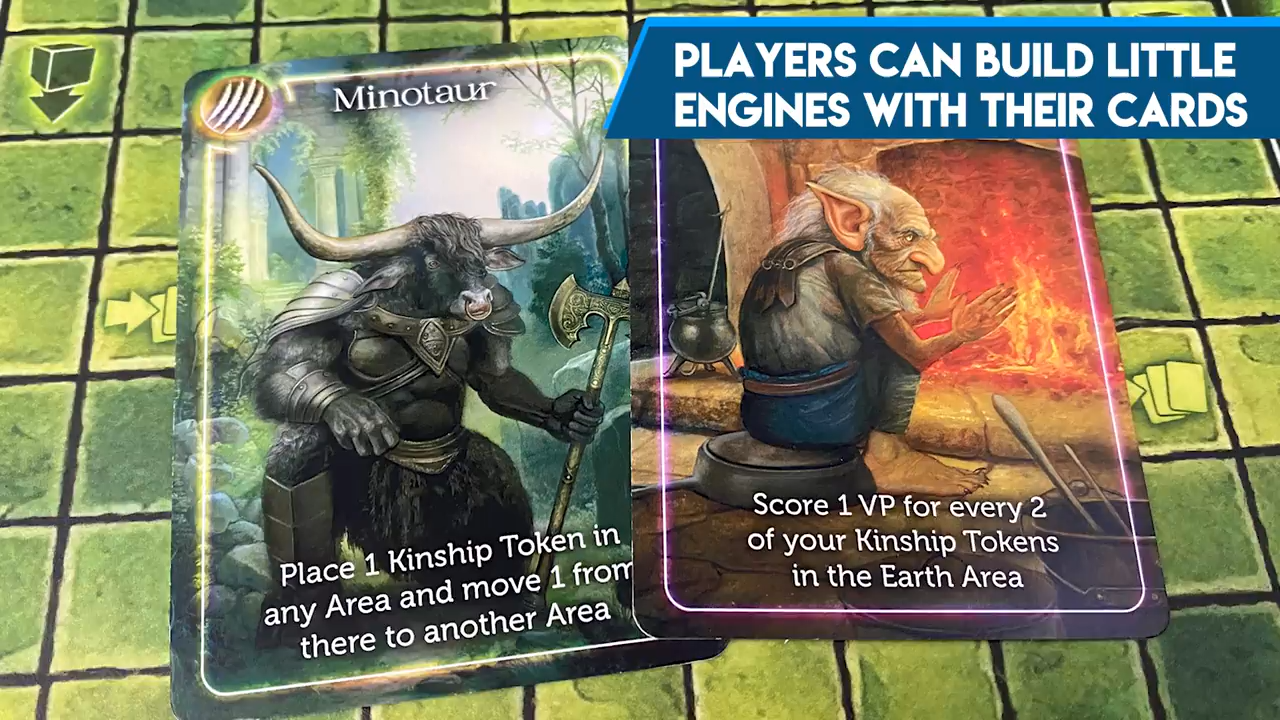 PLAYERS CAN BUILD LITTLE
ENGINES WITH THEIR CARDS
Minotaur
Place 1 Kinship Token in
any Area and move 1 from
there to another Area
Score 1 VP for every 2
of your Kinship Tokens
in the Earth Area